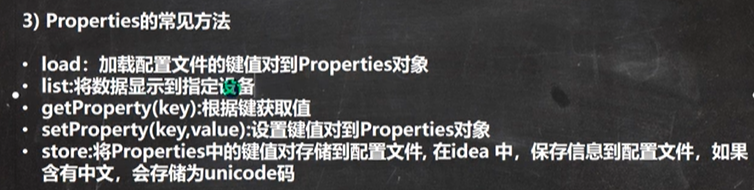 3) Properties的常见方法
• load：加载配置文件的键值对到Properties对象
• list:将数据显示到指定设备
• getProperty(key):根据键获取值
• setProperty(key,value):设置键值对到Properties对象
• store:将Properties中的键值对存储到配置文件, 在idea 中，保存信息到配置文件，如果
含有中文，会存储为unicode码